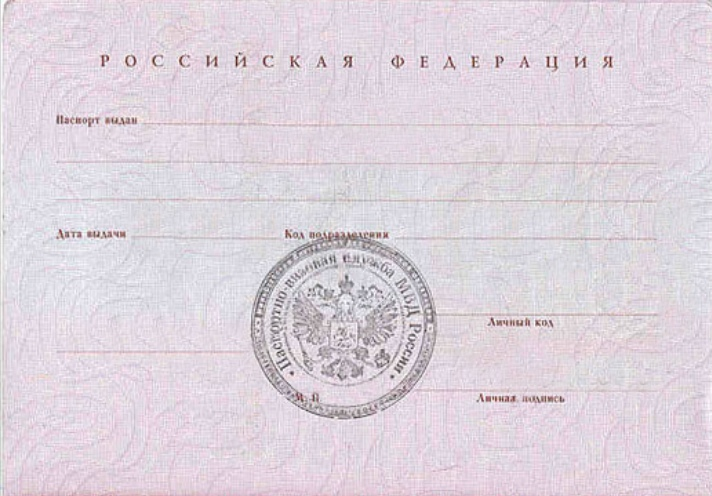 РОССИЙСКАЯ ФЕДЕРАЦИЯ
Паспорт выдан
Дата выдачи
Код подразделения
Паспортно-визовая служба МВД России
Личный код
М. П.
Личная подпись